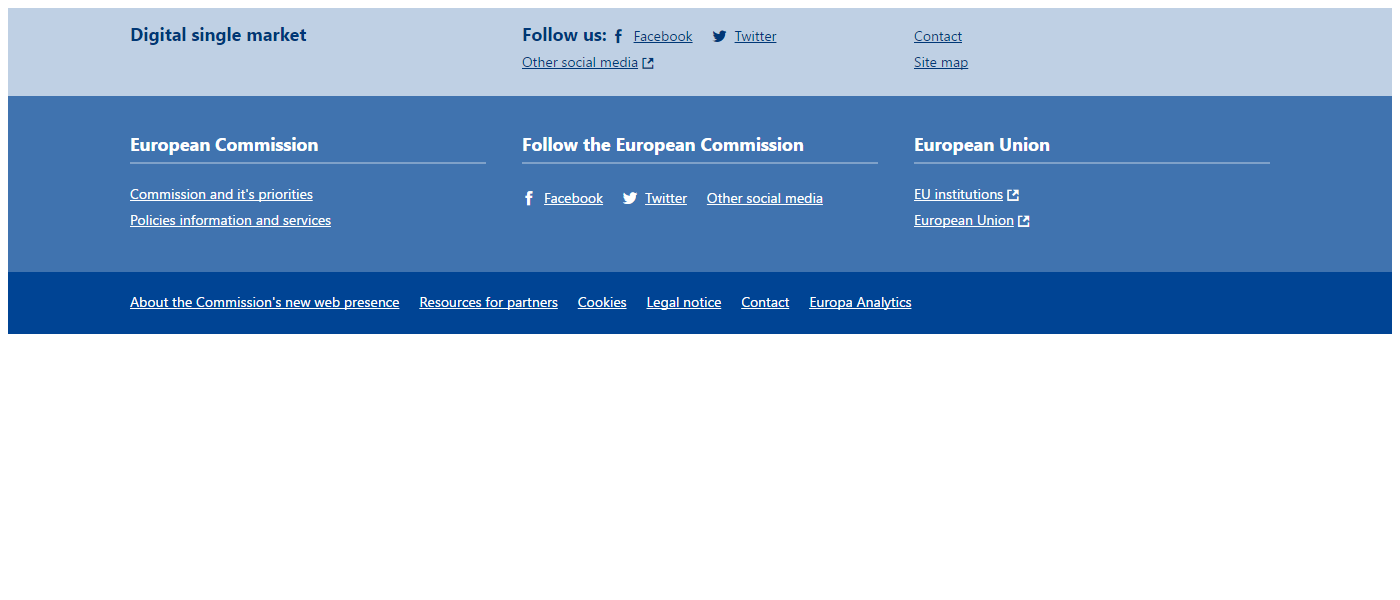 Digital single market
Follow us: Facebook Twitter
Other social media
Contact
Site map
European Commission
Commission and it's priorities
Policies information and services
Follow the European Commission
Facebook Twitter Other social media
European Union
EU institutions
European Union
About the Commission's new web presence Resources for partners Cookies Legal notice Contact Europa Analytics